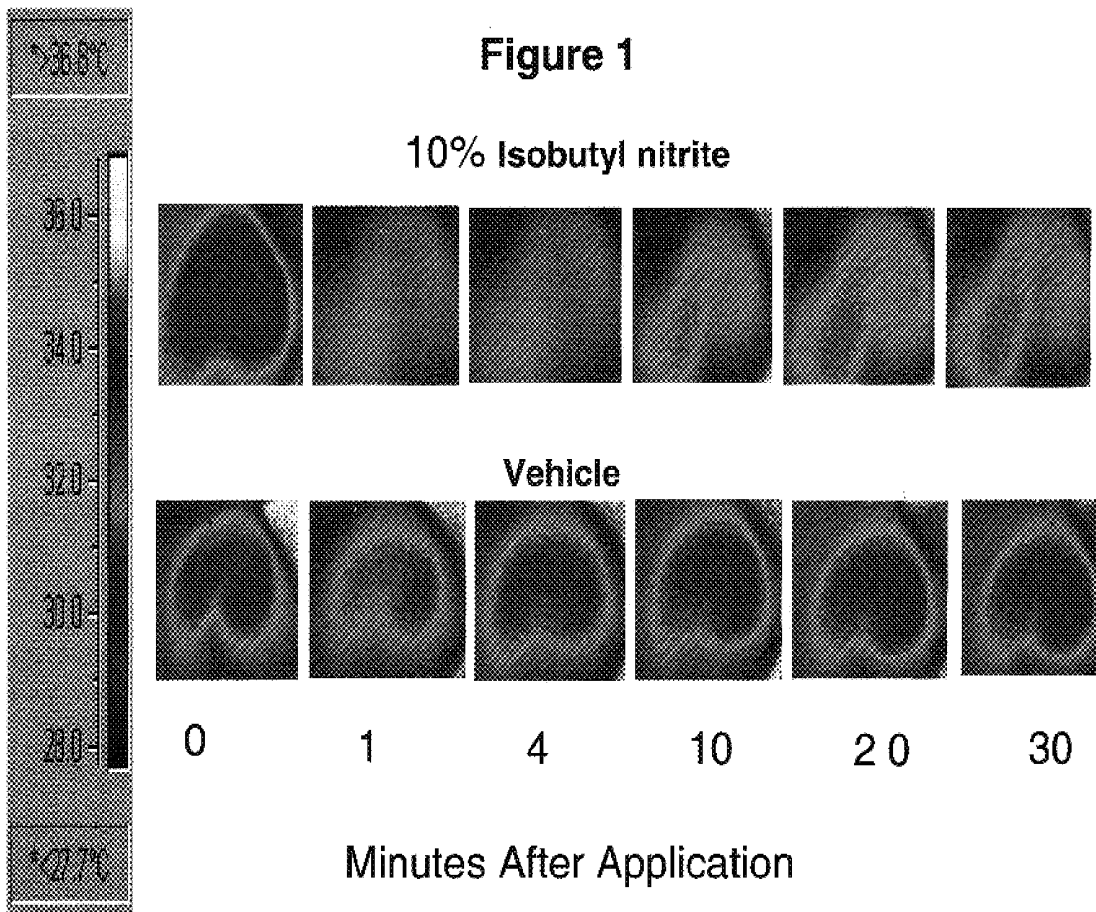 Figure 1
*>36.8°C
10% Isobutyl nitrite
36.0
34.0
32.0
30.0
28.0
Vehicle
0 1 4 10 2 0 30
Minutes After Application
*<27.7°C